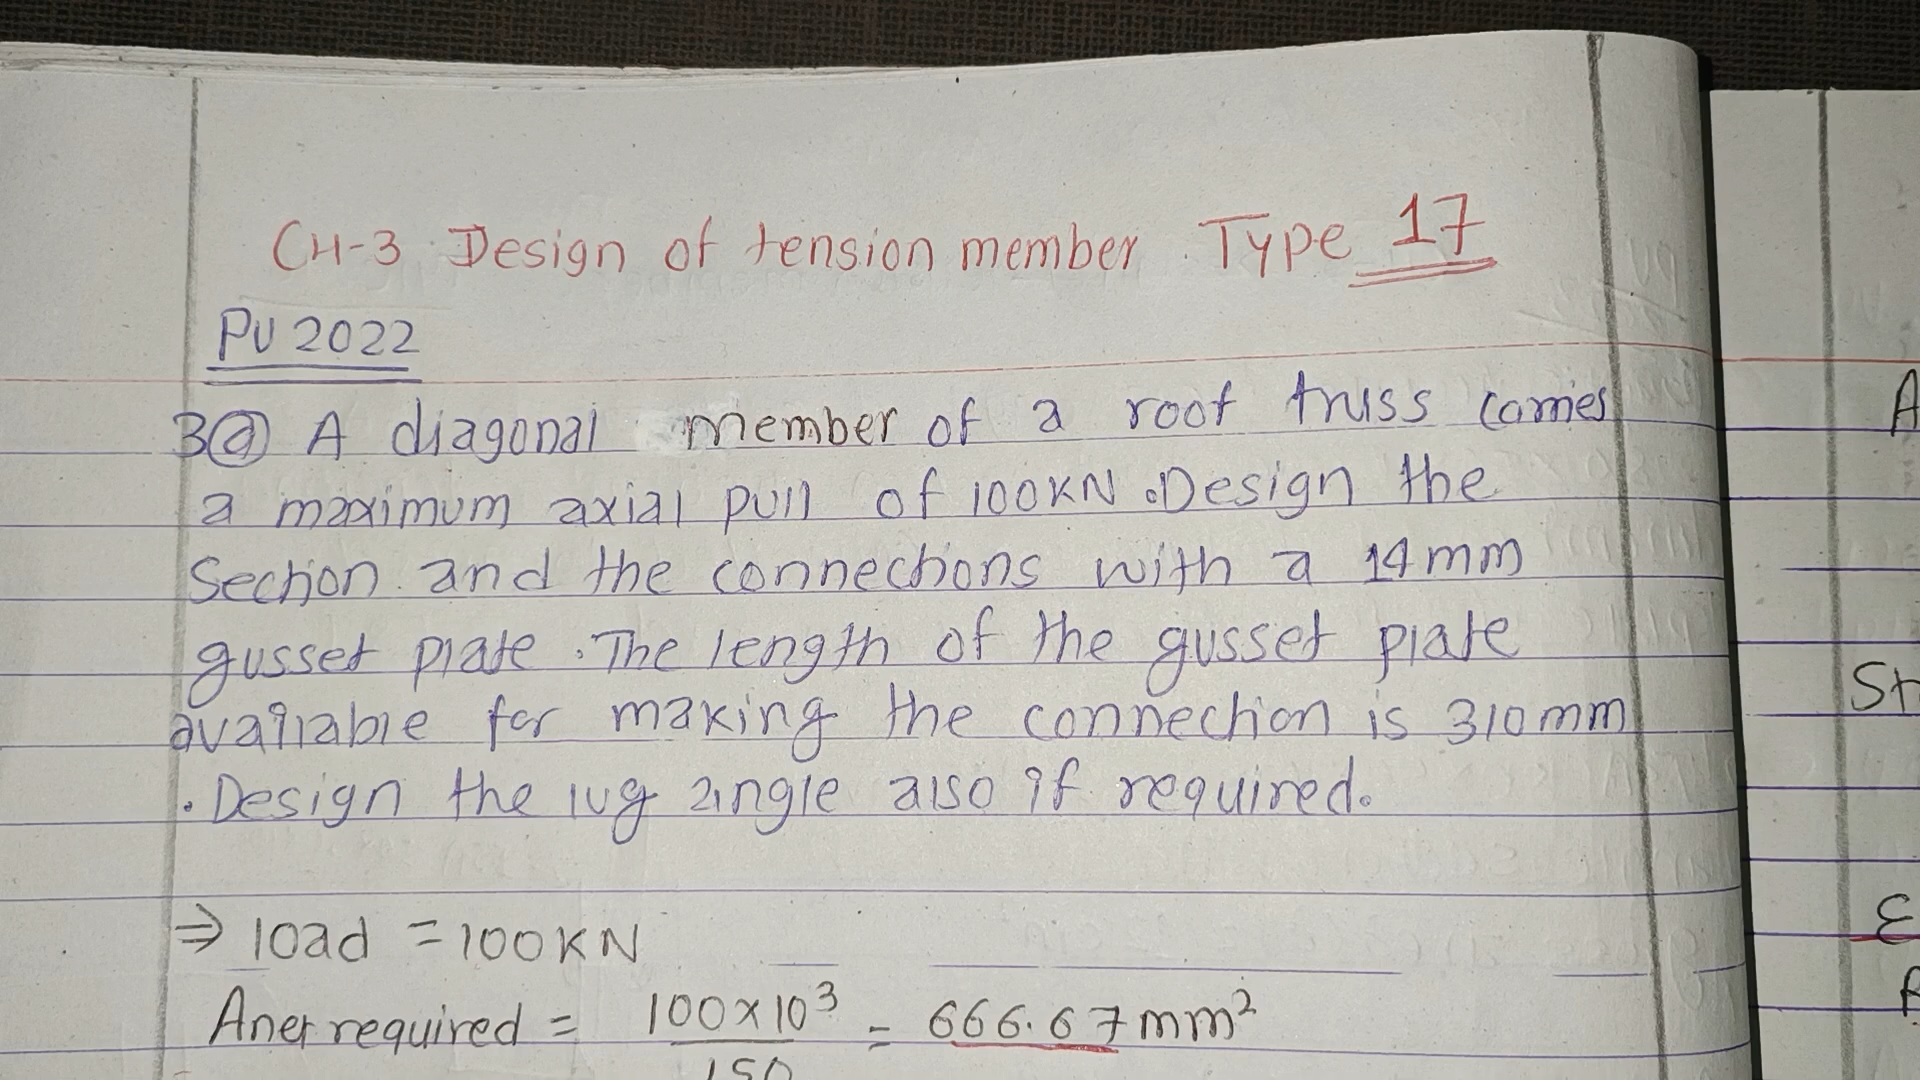 CH-3 Design of tension member Type 17
PU 2022
3(a) A diagonal member of a roof truss carries
a maximum axial pull of 100KN. Design the
Section and the connections with a 14mm
gusset plate. The length of the gusset plate
available for making the connection is 310mm
. Design the lug angle also if required.
⇒ load = 100KN
Anet required = 100×10³ / 150 = 666.67mm²
A
St